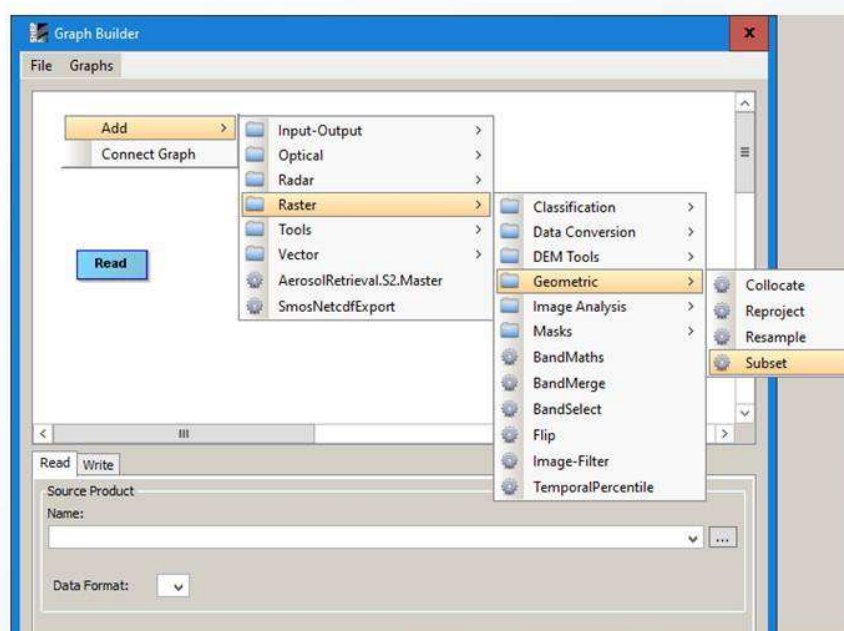 Graph Builder
File Graphs
Add
Connect Graph
Input-Output
Optical
Radar
Raster
Tools
Vector
AerosolRetrieval.S2.Master
SmosNetcdfExport
Classification
Data Conversion
DEM Tools
Geometric
Image Analysis
Masks
BandMaths
BandMerge
BandSelect
Flip
Image-Filter
TemporalPercentile
Collocate
Reproject
Resample
Subset
Read
Read Write
Source Product
Name:
...
Data Format: